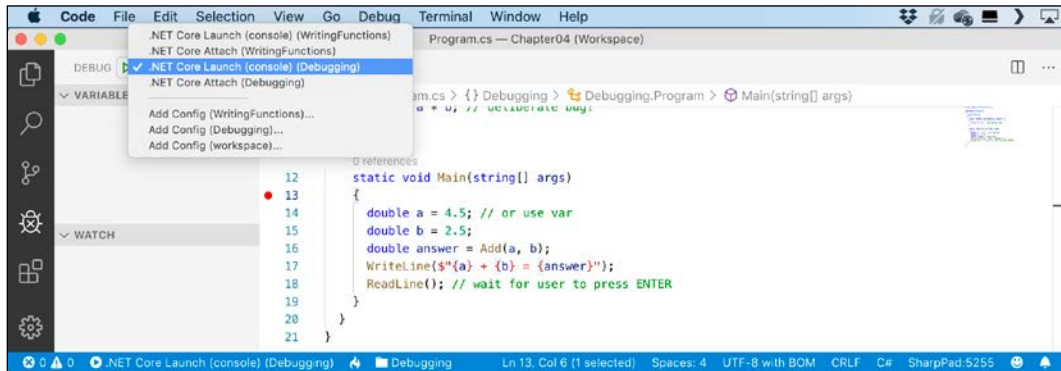 Code File Edit Selection View Go Debug Terminal Window Help
.NET Core Launch (console) (WritingFunctions)
Program.cs — Chapter04 (Workspace)
.NET Core Attach (WritingFunctions)
DEBUG ✓ .NET Core Launch (console) (Debugging)
.NET Core Attach (Debugging)
VARIABLE
am.cs > {} Debugging > Debugging.Program > Main(string[] args)
a * b; // deliberate bug!
Add Config (WritingFunctions)...
Add Config (Debugging)...
Add Config (workspace)...
0 references
12 static void Main(string[] args)
13 {
14 double a = 4.5; // or use var
15 double b = 2.5;
WATCH
16 double answer = Add(a, b);
17 WriteLine($"{a} + {b} = {answer}");
18 ReadLine(); // wait for user to press ENTER
19 }
20 }
21 }
0 0 .NET Core Launch (console) (Debugging) Debugging Ln 13, Col 6 (1 selected) Spaces: 4 UTF-8 with BOM CRLF C# SharpPad:5255